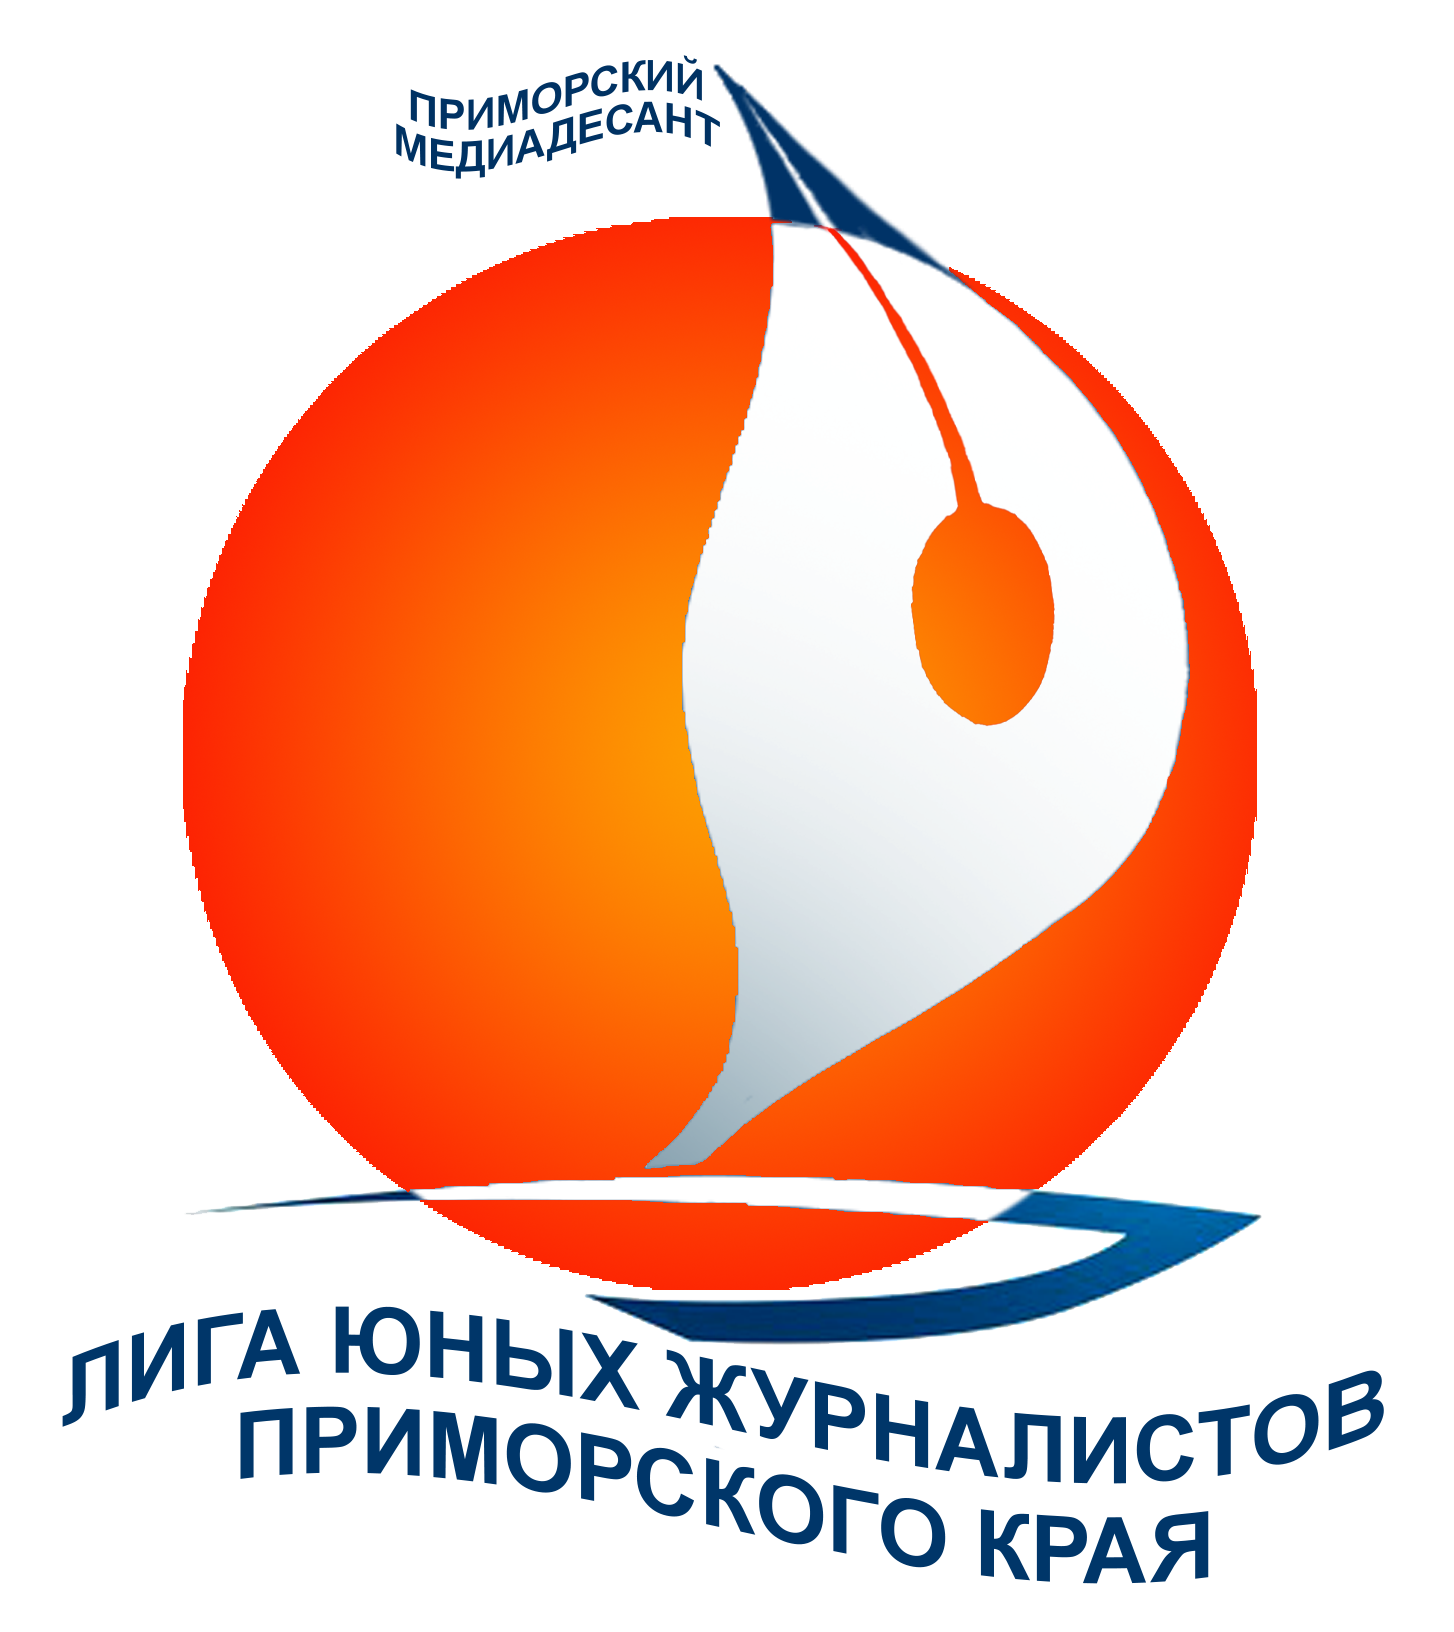 ПРИМОРСКИЙ
МЕДИАДЕСАНТ
ЛИГА ЮНЫХ ЖУРНАЛИСТОВ
ПРИМОРСКОГО КРАЯ